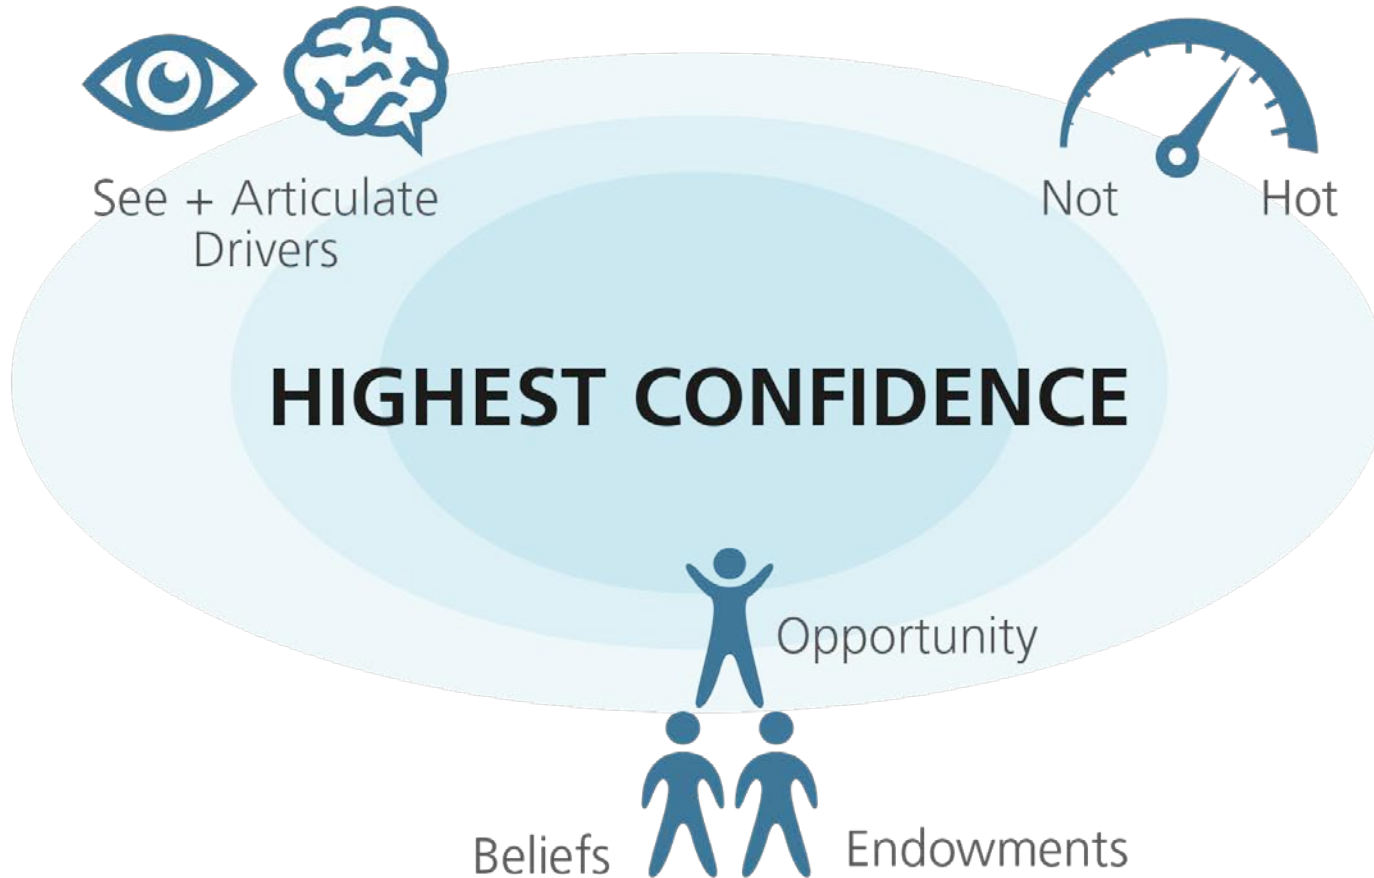 See + Articulate
Drivers
Not
Hot
HIGHEST CONFIDENCE
Opportunity
Beliefs
Endowments